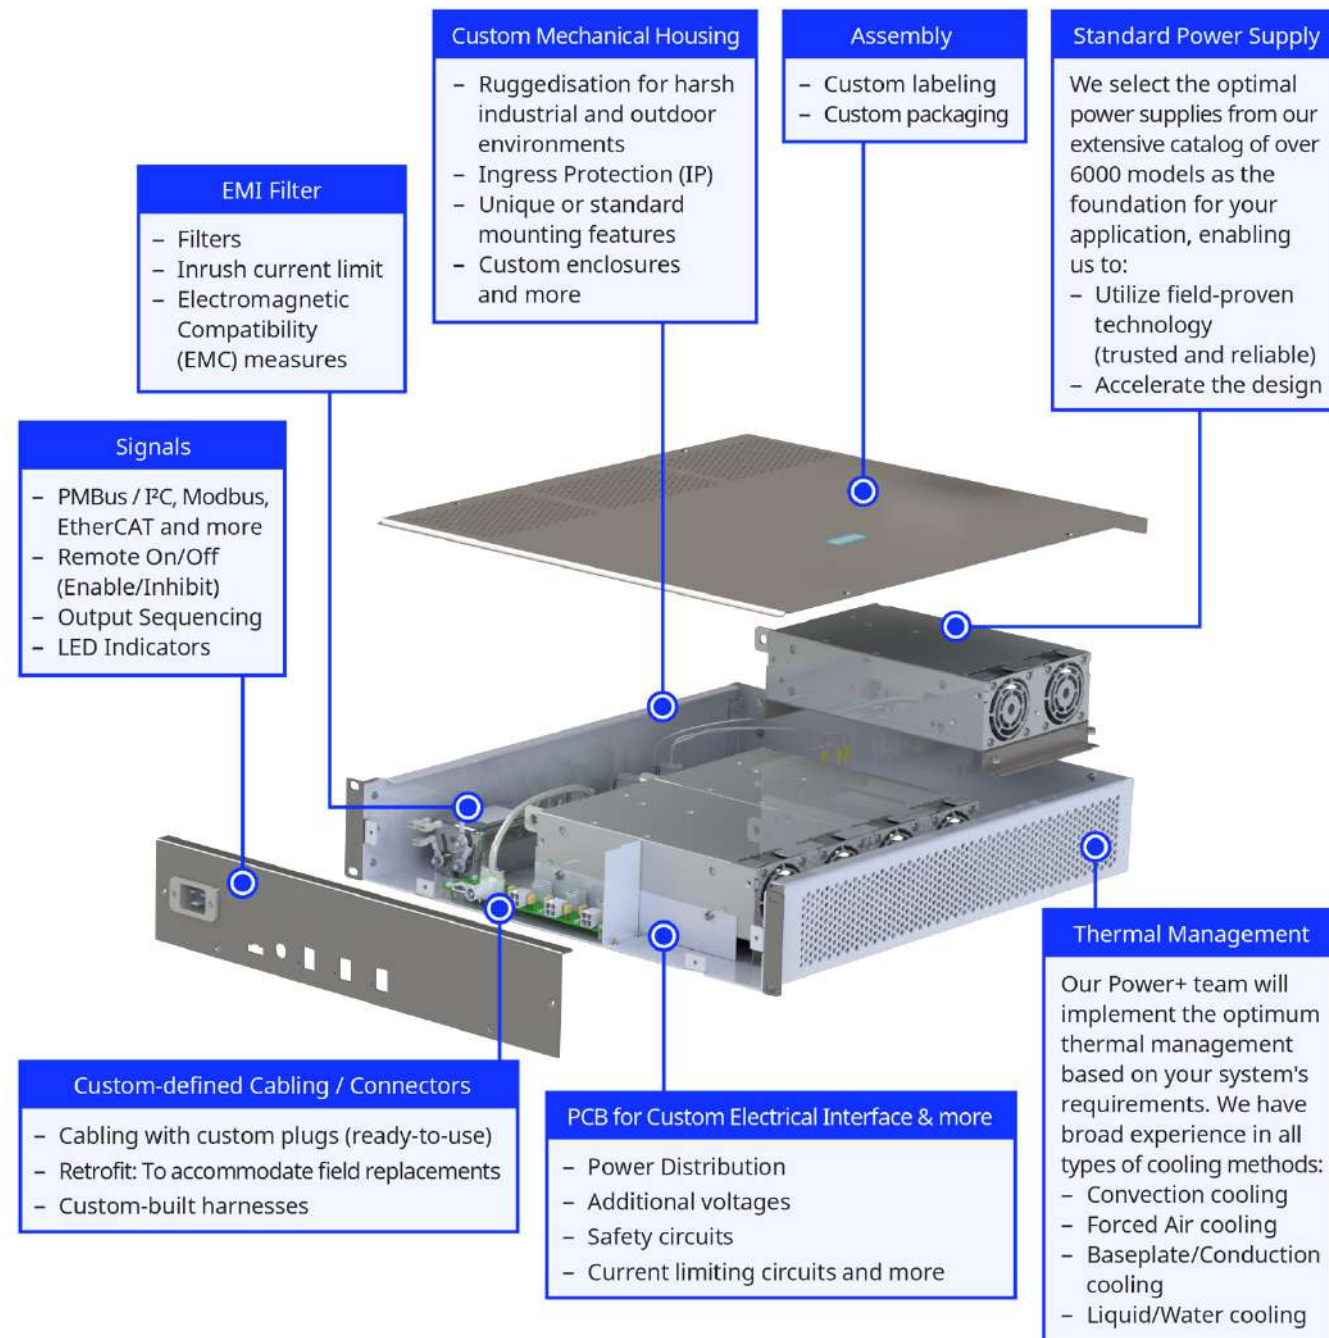 Custom Mechanical Housing
– Ruggedisation for harsh
industrial and outdoor
environments
– Ingress Protection (IP)
– Unique or standard
mounting features
– Custom enclosures
and more
Assembly
– Custom labeling
– Custom packaging
Standard Power Supply
We select the optimal
power supplies from our
extensive catalog of over
6000 models as the
foundation for your
application, enabling
us to:
– Utilize field-proven
technology
(trusted and reliable)
– Accelerate the design
EMI Filter
– Filters
– Inrush current limit
– Electromagnetic
Compatibility
(EMC) measures
Signals
– PMBus / I²C, Modbus,
EtherCAT and more
– Remote On/Off
(Enable/Inhibit)
– Output Sequencing
– LED Indicators
Custom-defined Cabling / Connectors
– Cabling with custom plugs (ready-to-use)
– Retrofit: To accommodate field replacements
– Custom-built harnesses
PCB for Custom Electrical Interface & more
– Power Distribution
– Additional voltages
– Safety circuits
– Current limiting circuits and more
Thermal Management
Our Power+ team will
implement the optimum
thermal management
based on your system's
requirements. We have
broad experience in all
types of cooling methods:
– Convection cooling
– Forced Air cooling
– Baseplate/Conduction
cooling
– Liquid/Water cooling